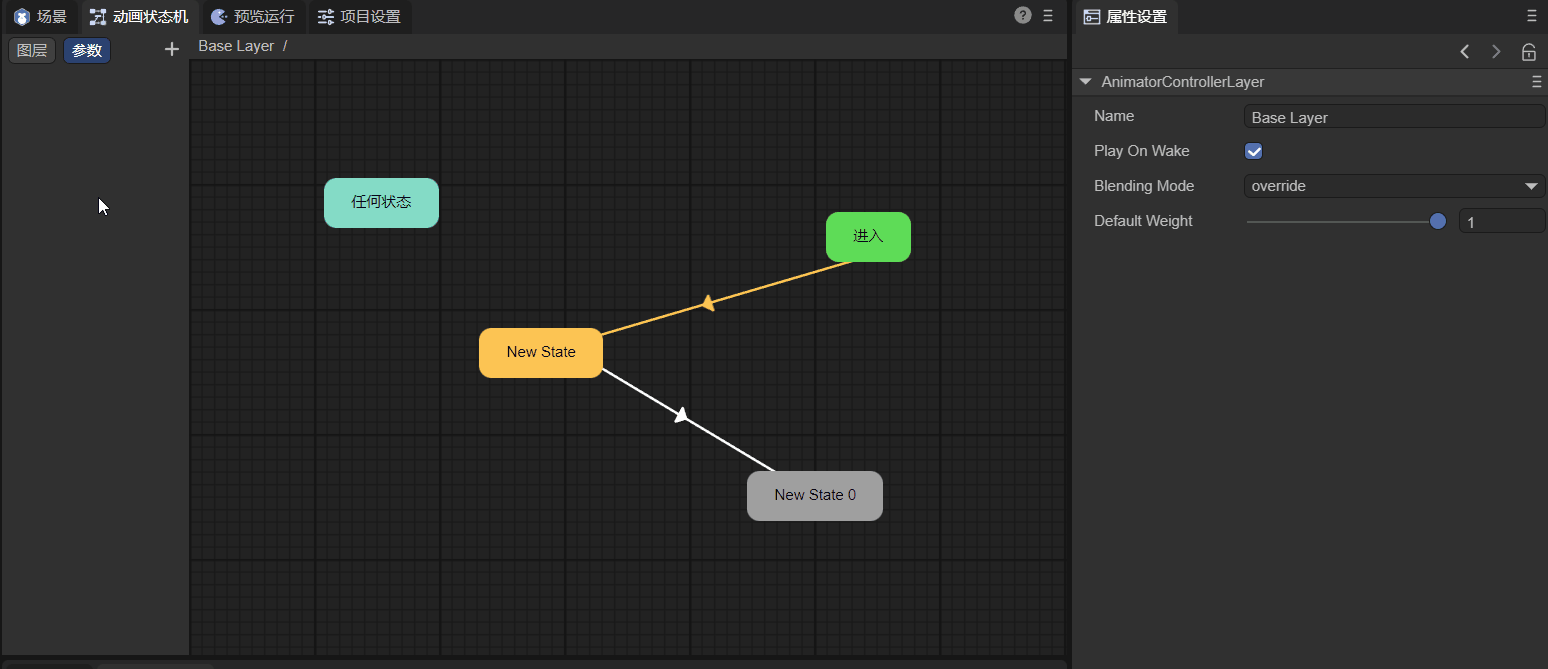 场景 动画状态机 预览运行 项目设置 ?
图层 参数 +
Base Layer /
任何状态
进入
New State
New State 0
属性设置
AnimatorControllerLayer
Name Base Layer
Play On Wake
Blending Mode override
Default Weight 1